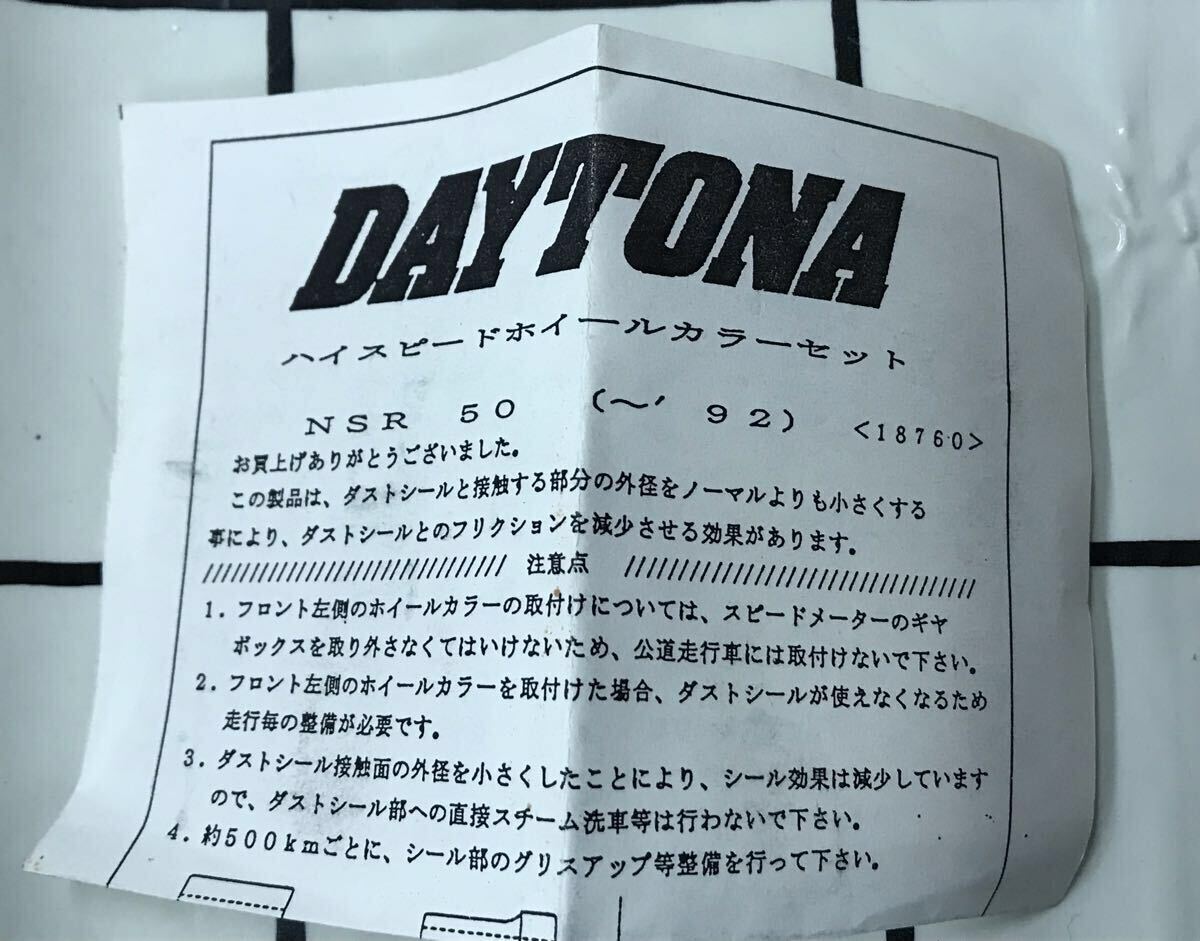 DAYTONA
ハイスピードホイールカラーセット
NSR 50 (～'92) <18760>
お買上げありがとうございました。
この製品は、ダストシールと接触する部分の外径をノーマルよりも小さくする
事により、ダストシールとのフリクションを減少させる効果があります。
///////////////////////////////// 注意点 /////////////////////////////////
1．フロント左側のホイールカラーの取付けについては、スピードメーターのギヤ
ボックスを取り外さなくてはいけないため、公道走行車には取付けないで下さい。
2．フロント左側のホイールカラーを取付けた場合、ダストシールが使えなくなるため
走行毎の整備が必要です。
3．ダストシール接触面の外径を小さくしたことにより、シール効果は減少しています
ので、ダストシール部への直接スチーム洗車等は行わないで下さい。
4．約500kmごとに、シール部のグリスアップ等整備を行って下さい。